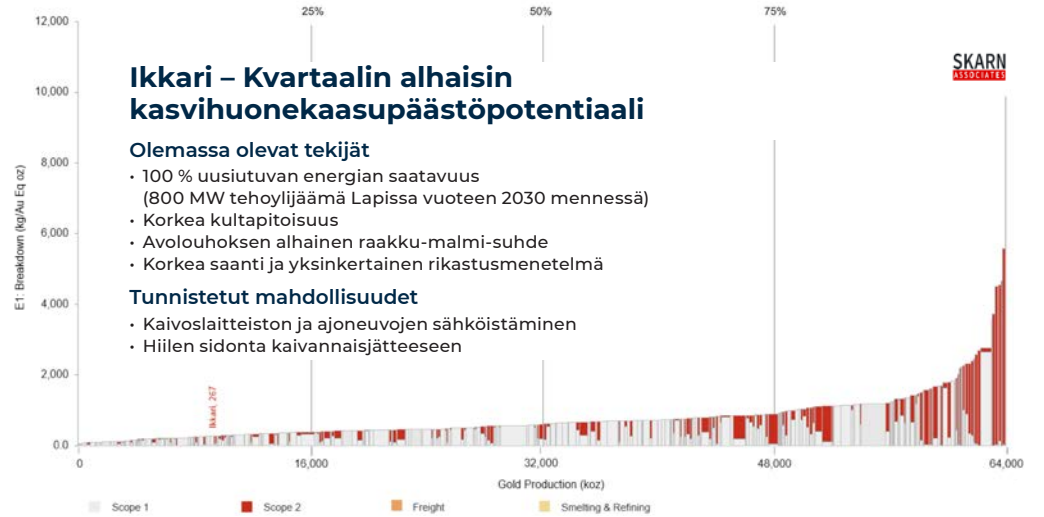 25%
50%
75%
12,000
10,000
8,000
6,000
4,000
2,000
0.0
E1: Breakdown (kg/Au Eq oz)
SKARN
ASSOCIATES
Ikkari – Kvartaalin alhaisin
kasvihuonekaasupäästöpotentiaali
Olemassa olevat tekijät
• 100 % uusiutuvan energian saatavuus
(800 MW tehoylijäämä Lapissa vuoteen 2030 mennessä)
• Korkea kultapitoisuus
• Avolouhoksen alhainen raakku-malmi-suhde
• Korkea saanti ja yksinkertainen rikastusmenetelmä
Tunnistetut mahdollisuudet
• Kaivoslaitteiston ja ajoneuvojen sähköistäminen
• Hiilen sidonta kaivannaisjätteeseen
Ikkari, 267
0
16,000
32,000
48,000
64,000
Gold Production (koz)
Scope 1
Scope 2
Freight
Smelting & Refining